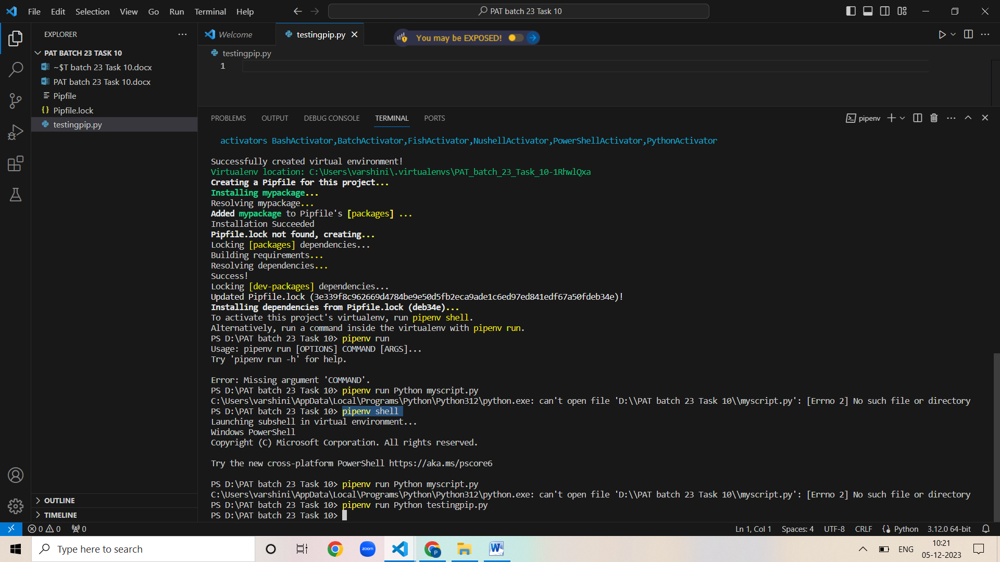 File Edit Selection View Go Run Terminal Help
PAT batch 23 Task 10
EXPLORER
PAT BATCH 23 TASK 10
~$T batch 23 Task 10.docx
PAT batch 23 Task 10.docx
Pipfile
Pipfile.lock
testingpip.py
OUTLINE
TIMELINE
Welcome
testingpip.py
You may be EXPOSED!
testingpip.py
1
PROBLEMS OUTPUT DEBUG CONSOLE TERMINAL PORTS
pipenv
activators BashActivator,BatchActivator,FishActivator,NushellActivator,PowerShellActivator,PythonActivator
Successfully created virtual environment!
Virtualenv location: C:\Users\varshini\.virtualenvs\PAT_batch_23_Task_10-1RhwlQxa
Creating a Pipfile for this project...
Installing mypackage...
Resolving mypackage...
Added mypackage to Pipfile's [packages] ...
Installation Succeeded
Pipfile.lock not found, creating...
Locking [packages] dependencies...
Building requirements...
Resolving dependencies...
Success!
Locking [dev-packages] dependencies...
Updated Pipfile.lock (3e339f8c962669d4784be9e50d5fb2eca9ade1c6ed97ed841edf67a50fdeb34e)!
Installing dependencies from Pipfile.lock (deb34e)...
To activate this project's virtualenv, run pipenv shell.
Alternatively, run a command inside the virtualenv with pipenv run.
PS D:\PAT batch 23 Task 10> pipenv run
Usage: pipenv run [OPTIONS] COMMAND [ARGS]...
Try 'pipenv run -h' for help.
Error: Missing argument 'COMMAND'.
PS D:\PAT batch 23 Task 10> pipenv run Python myscript.py
C:\Users\varshini\AppData\Local\Programs\Python\Python312\python.exe: can't open file 'D:\\PAT batch 23 Task 10\\myscript.py': [Errno 2] No such file or directory
PS D:\PAT batch 23 Task 10> pipenv shell
Launching subshell in virtual environment...
Windows PowerShell
Copyright (C) Microsoft Corporation. All rights reserved.
Try the new cross-platform PowerShell https://aka.ms/pscore6
PS D:\PAT batch 23 Task 10> pipenv run Python myscript.py
C:\Users\varshini\AppData\Local\Programs\Python\Python312\python.exe: can't open file 'D:\\PAT batch 23 Task 10\\myscript.py': [Errno 2] No such file or directory
PS D:\PAT batch 23 Task 10> pipenv run Python testingpip.py
PS D:\PAT batch 23 Task 10>
0 0 0
Ln 1, Col 1 Spaces: 4 UTF-8 CRLF Python 3.12.0 64-bit
Type here to search
zoom
P
W
ENG
10:21
05-12-2023